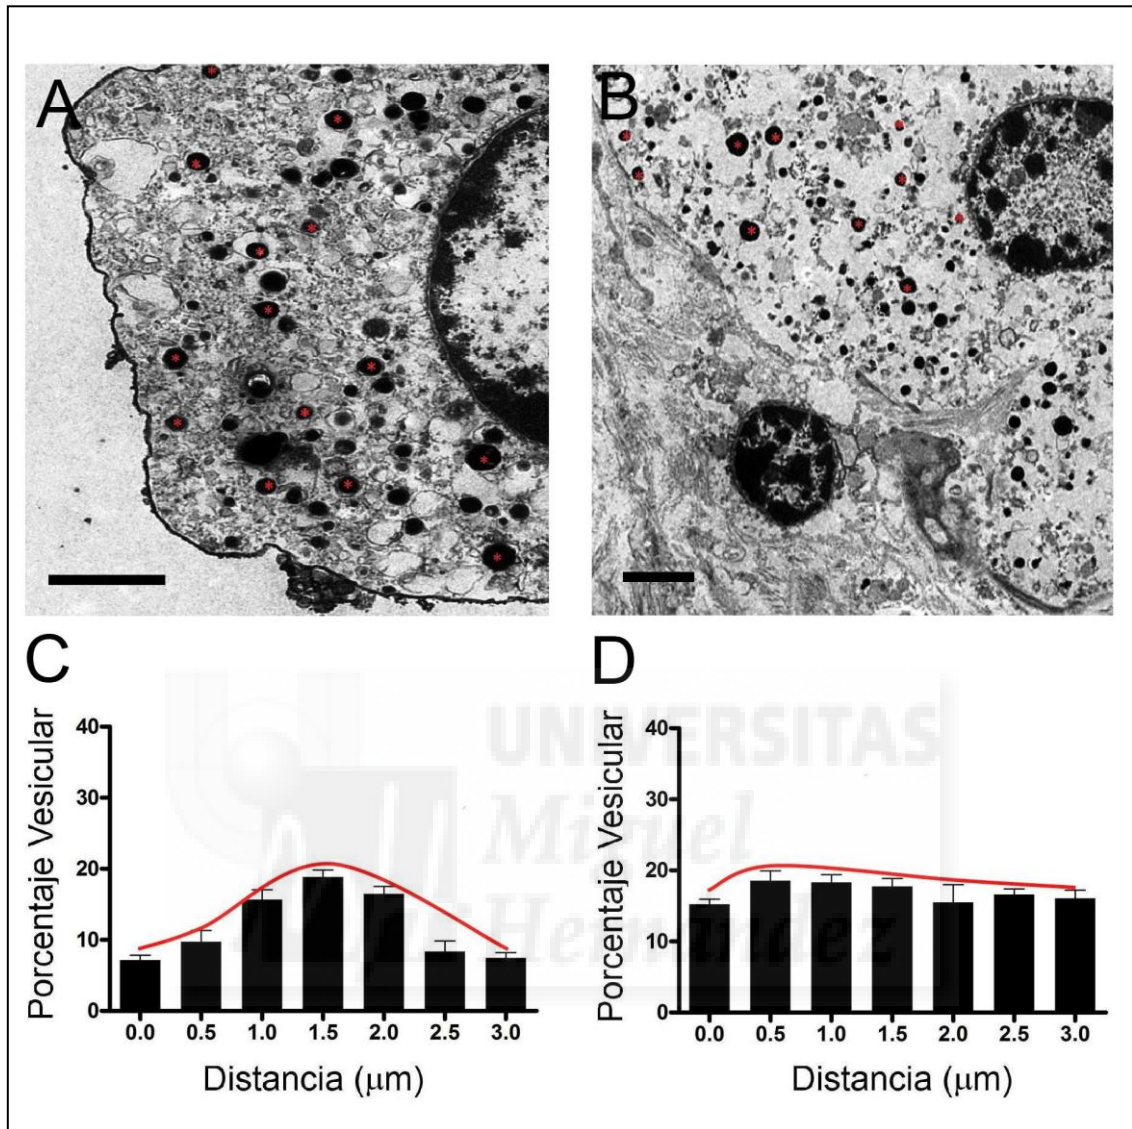 A
B
C
D
Porcentaje Vesicular
40
30
20
10
0
0.0 0.5 1.0 1.5 2.0 2.5 3.0
Distancia (μm)
Porcentaje Vesicular
40
30
20
10
0
0.0 0.5 1.0 1.5 2.0 2.5 3.0
Distancia (μm)
UNIVERSITAS
Miguel
Hernández